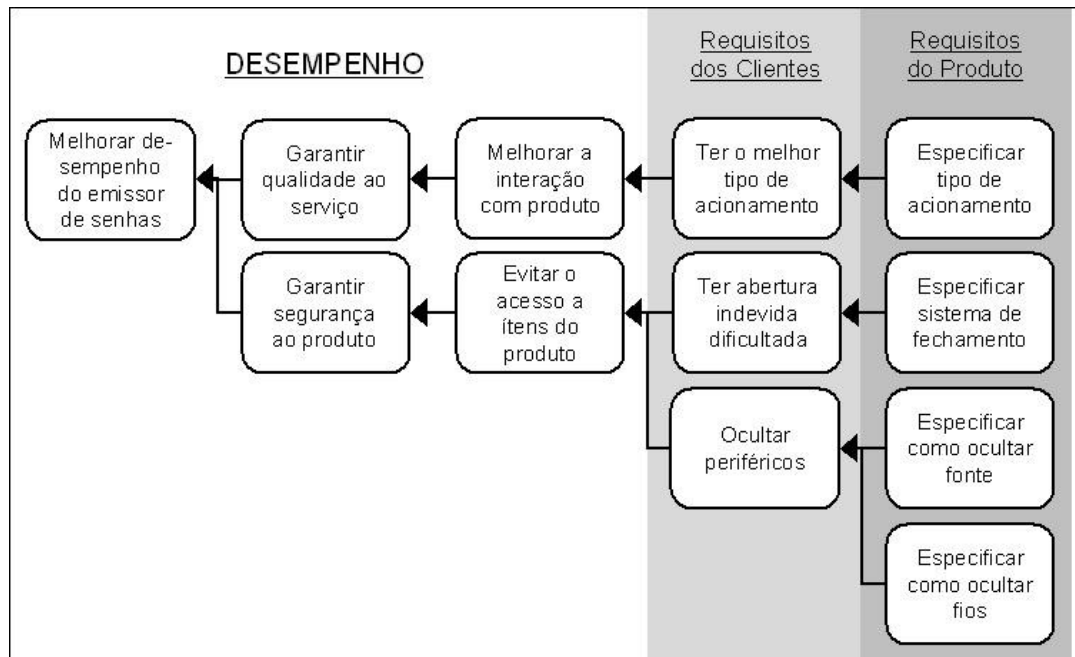 DESEMPENHO
Requisitos
dos Clientes
Requisitos
do Produto
Melhorar de-
sempenho
do emissor
de senhas
Garantir
qualidade ao
serviço
Melhorar a
interação
com produto
Ter o melhor
tipo de
acionamento
Especificar
tipo de
acionamento
Garantir
segurança
ao produto
Evitar o
acesso a
ítens do
produto
Ter abertura
indevida
dificultada
Especificar
sistema de
fechamento
Ocultar
periféricos
Especificar
como ocultar
fonte
Especificar
como ocultar
fios